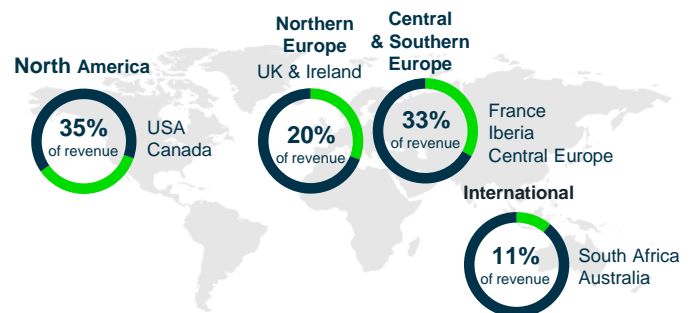 North America
35%
of revenue
USA
Canada
Northern
Europe
UK & Ireland
20%
of revenue
Central
& Southern
Europe
33%
of revenue
France
Iberia
Central Europe
International
11%
of revenue
South Africa
Australia